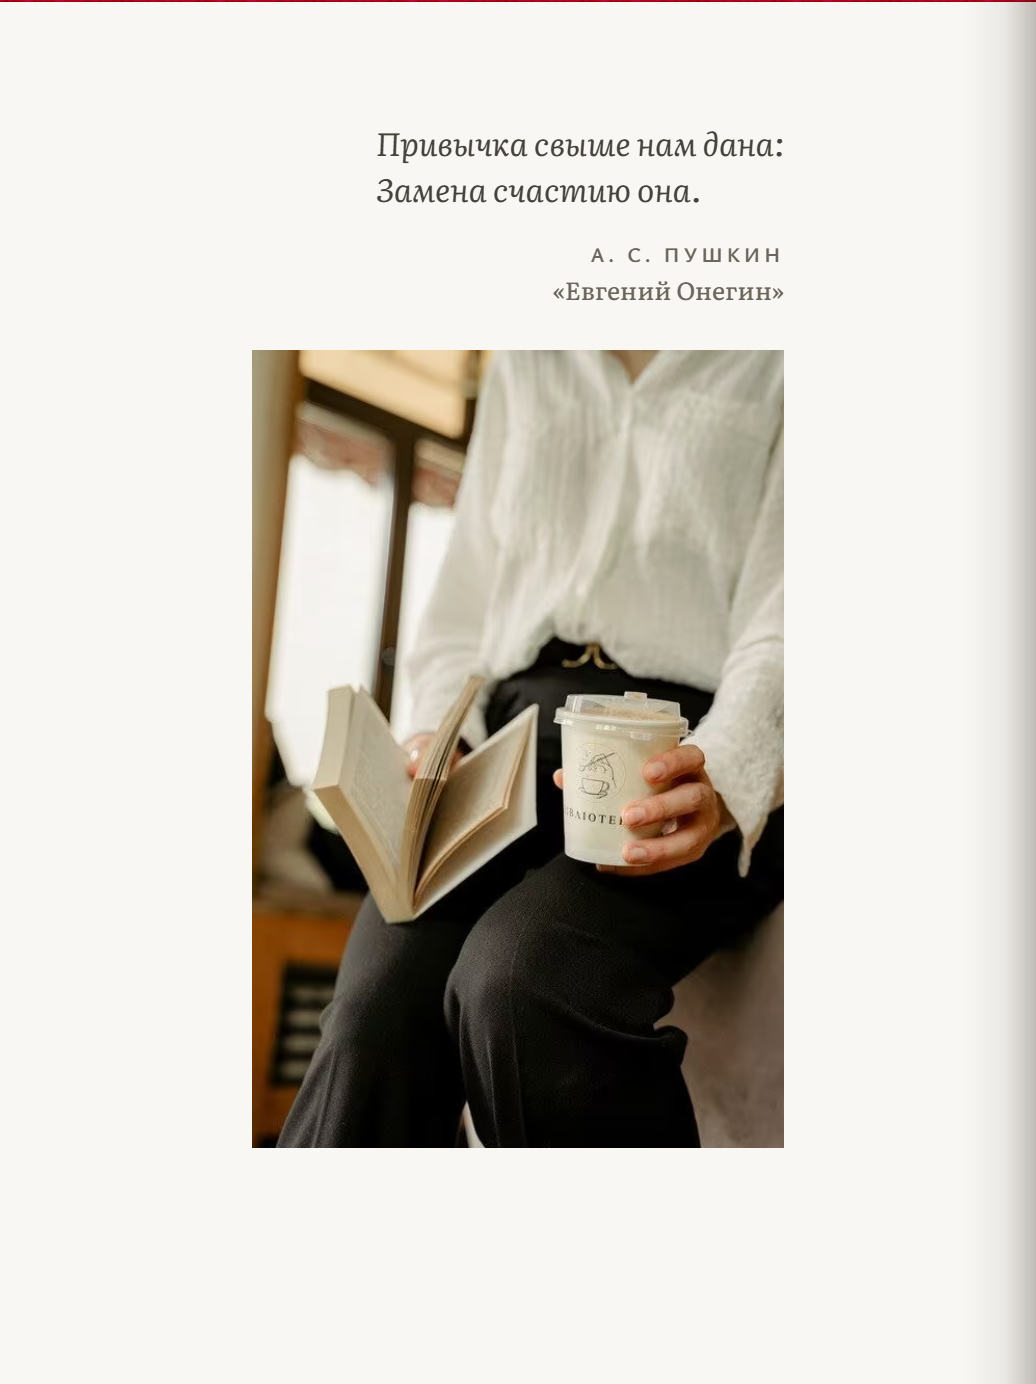 Привычка свыше нам дана:
Замена счастию она.
А. С. ПУШКИН
«Евгений Онегин»